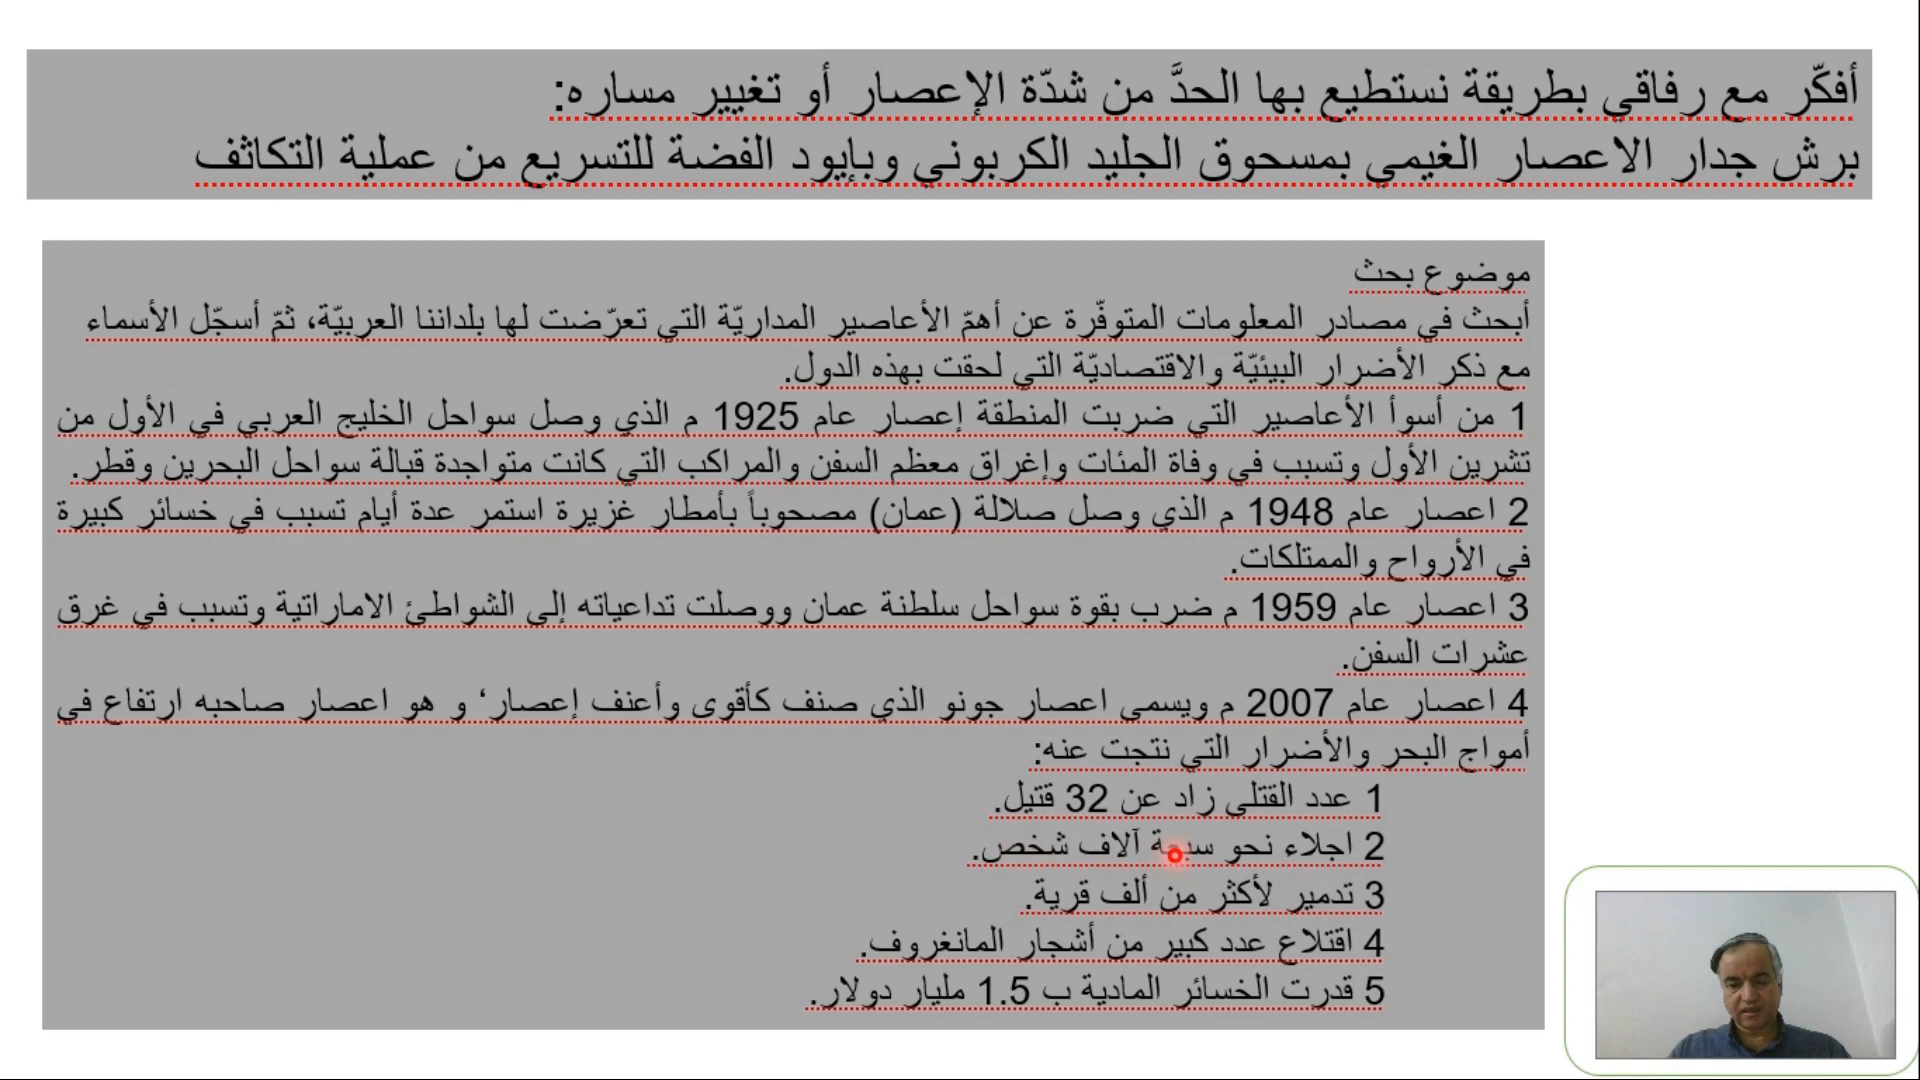 أفكّر مع رفاقي بطريقة نستطيع بها الحدَّ من شدّة الإعصار أو تغيير مساره:
برش جدار الاعصار الغيمي بمسحوق الجليد الكربوني وبإيود الفضة للتسريع من عملية التكاثف
موضوع بحث
أبحث في مصادر المعلومات المتوفّرة عن أهمّ الأعاصير المداريّة التي تعرّضت لها بلداننا العربيّة، ثمّ أسجّل الأسماء
مع ذكر الأضرار البيئيّة والاقتصاديّة التي لحقت بهذه الدول.
1 من أسوأ الأعاصير التي ضربت المنطقة إعصار عام 1925 م الذي وصل سواحل الخليج العربي في الأول من
تشرين الأول وتسبب في وفاة المئات وإغراق معظم السفن والمراكب التي كانت متواجدة قبالة سواحل البحرين وقطر.
2 اعصار عام 1948 م الذي وصل صلالة (عمان) مصحوباً بأمطار غزيرة استمر عدة أيام تسبب في خسائر كبيرة
في الأرواح والممتلكات.
3 اعصار عام 1959 م ضرب بقوة سواحل سلطنة عمان ووصلت تداعياته إلى الشواطئ الاماراتية وتسبب في غرق
عشرات السفن.
4 اعصار عام 2007 م ويسمى اعصار جونو الذي صنف كأقوى وأعنف إعصار‘ و هو اعصار صاحبه ارتفاع في
أمواج البحر والأضرار التي نتجت عنه:
1 عدد القتلى زاد عن 32 قتيل.
2 اجلاء نحو سبعة آلاف شخص.
3 تدمير لأكثر من ألف قرية.
4 اقتلاع عدد كبير من أشجار المانغروف.
5 قدرت الخسائر المادية ب 1.5 مليار دولار.